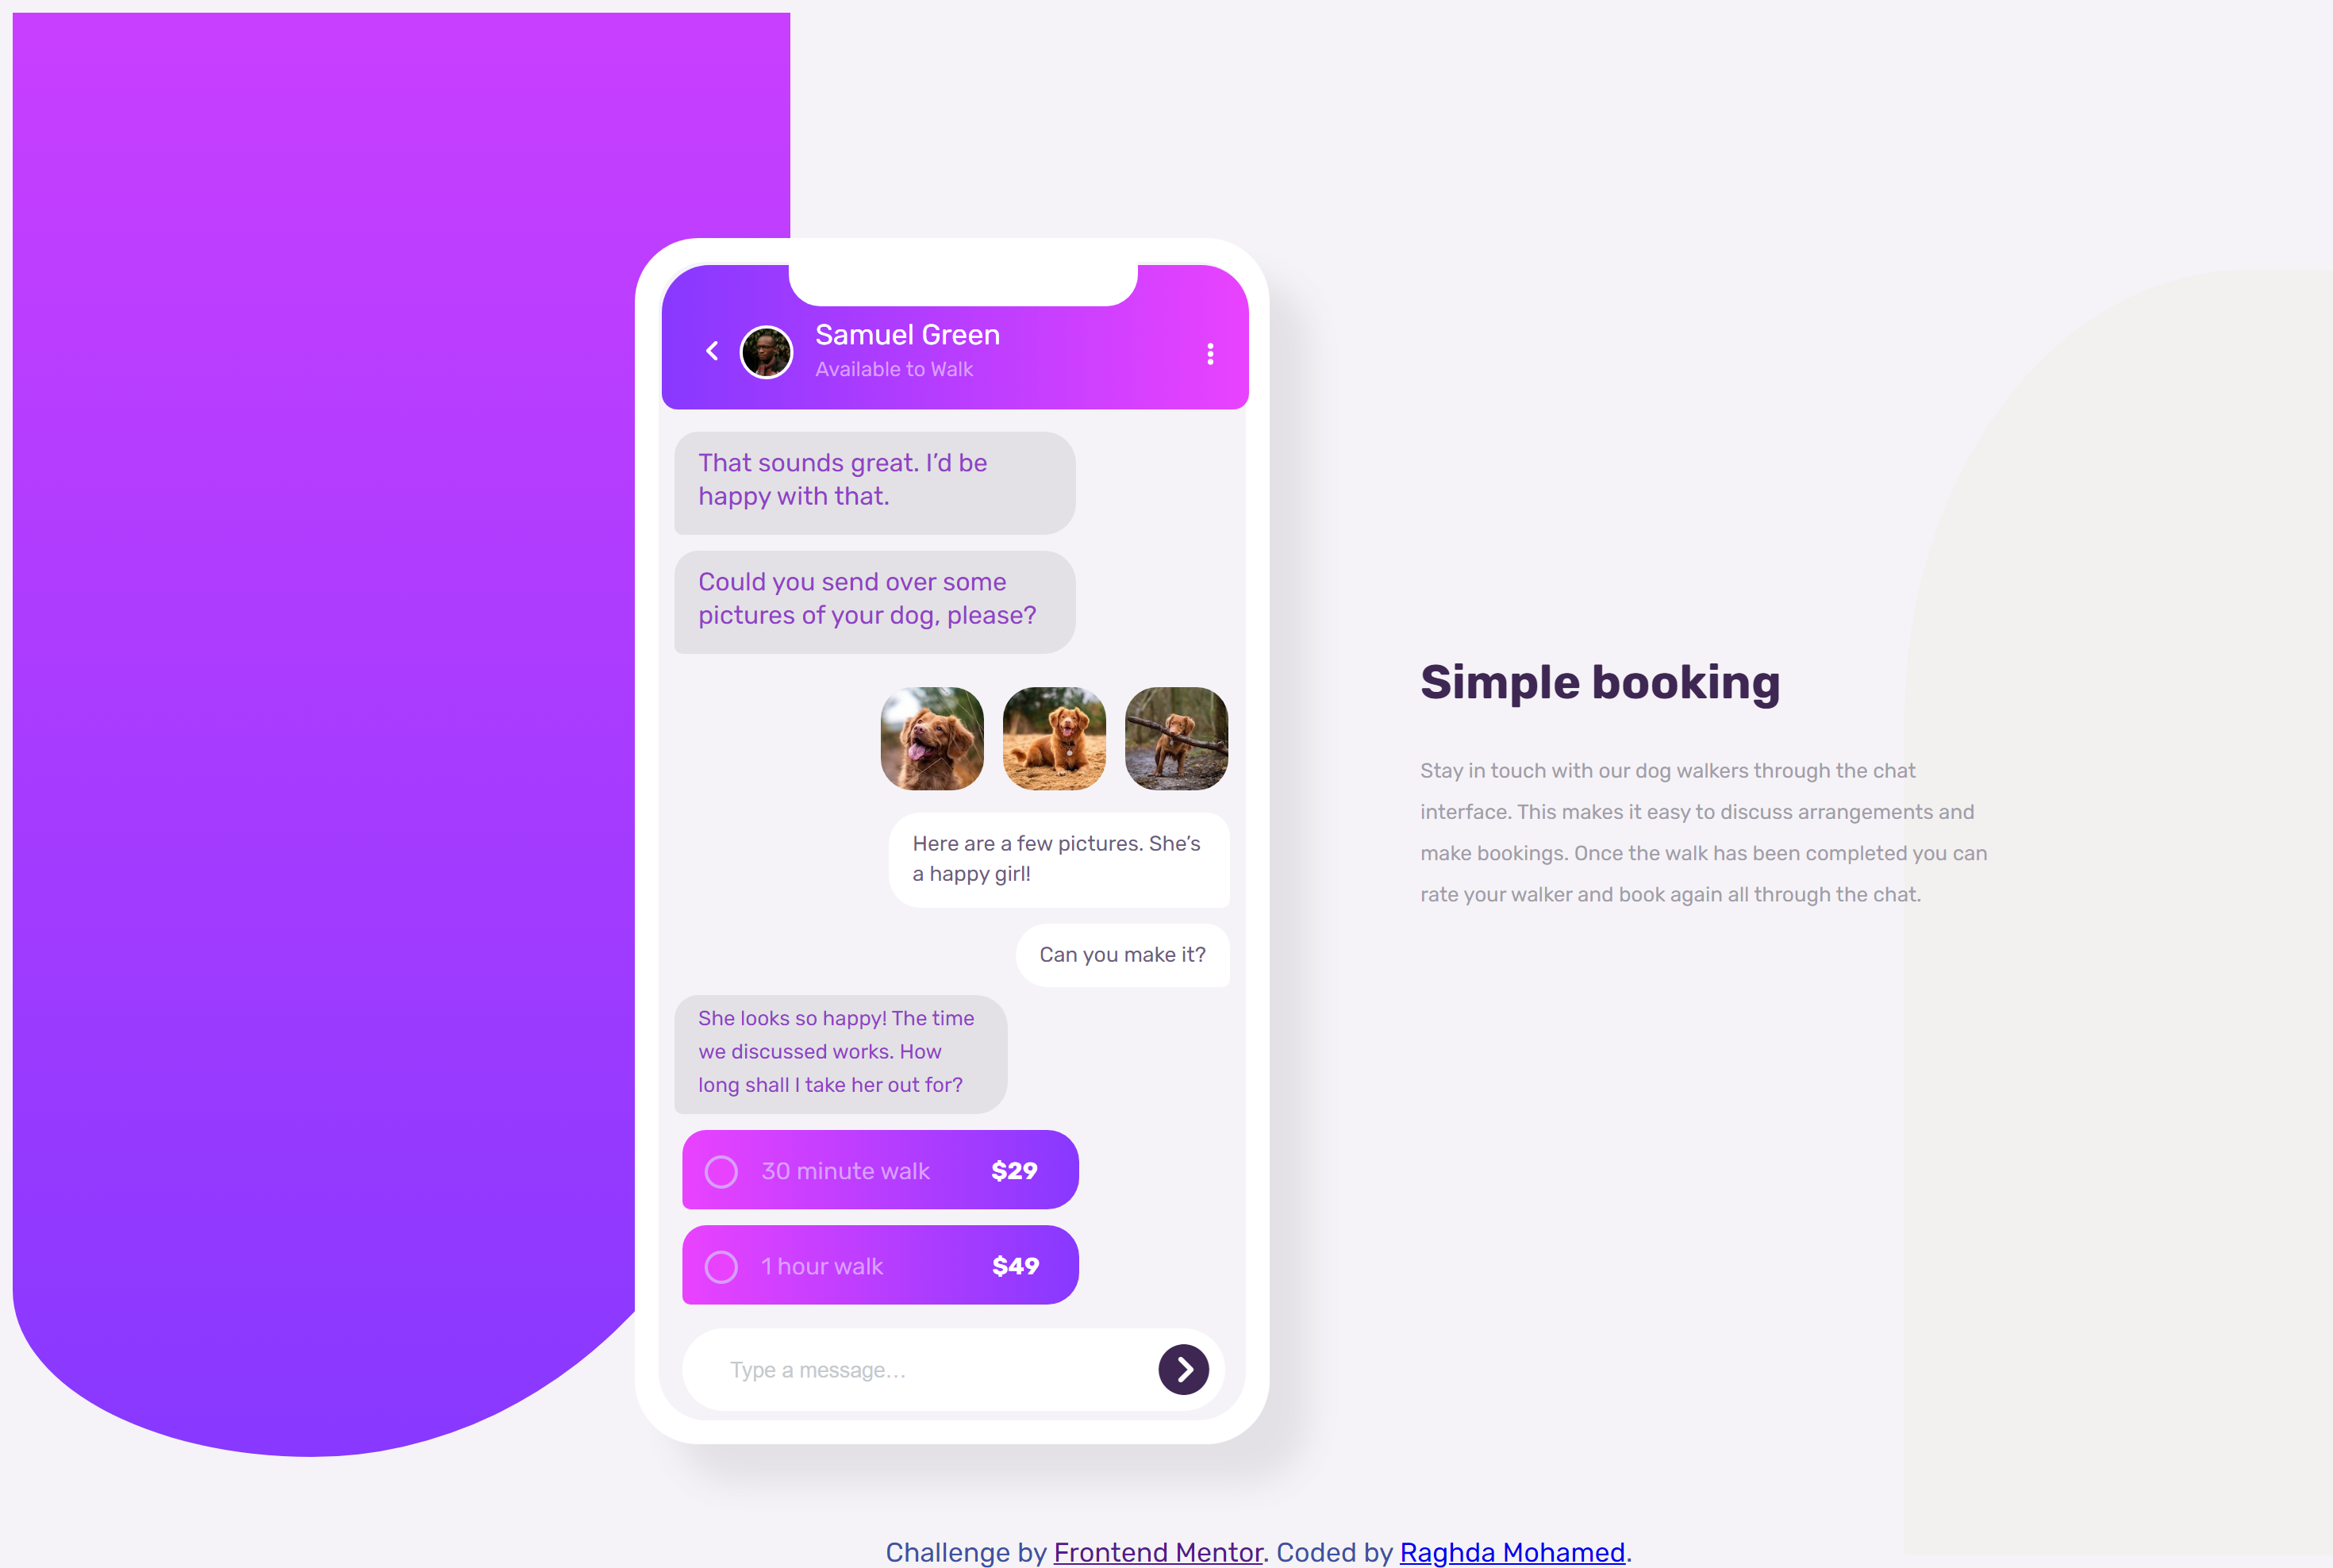 Samuel Green
Available to Walk
That sounds great. I’d be
happy with that.
Could you send over some
pictures of your dog, please?
Here are a few pictures. She’s
a happy girl!
Can you make it?
She looks so happy! The time
we discussed works. How
long shall I take her out for?
30 minute walk $29
1 hour walk $49
Type a message…
Simple booking
Stay in touch with our dog walkers through the chat
interface. This makes it easy to discuss arrangements and
make bookings. Once the walk has been completed you can
rate your walker and book again all through the chat.
Challenge by Frontend Mentor. Coded by Raghda Mohamed.